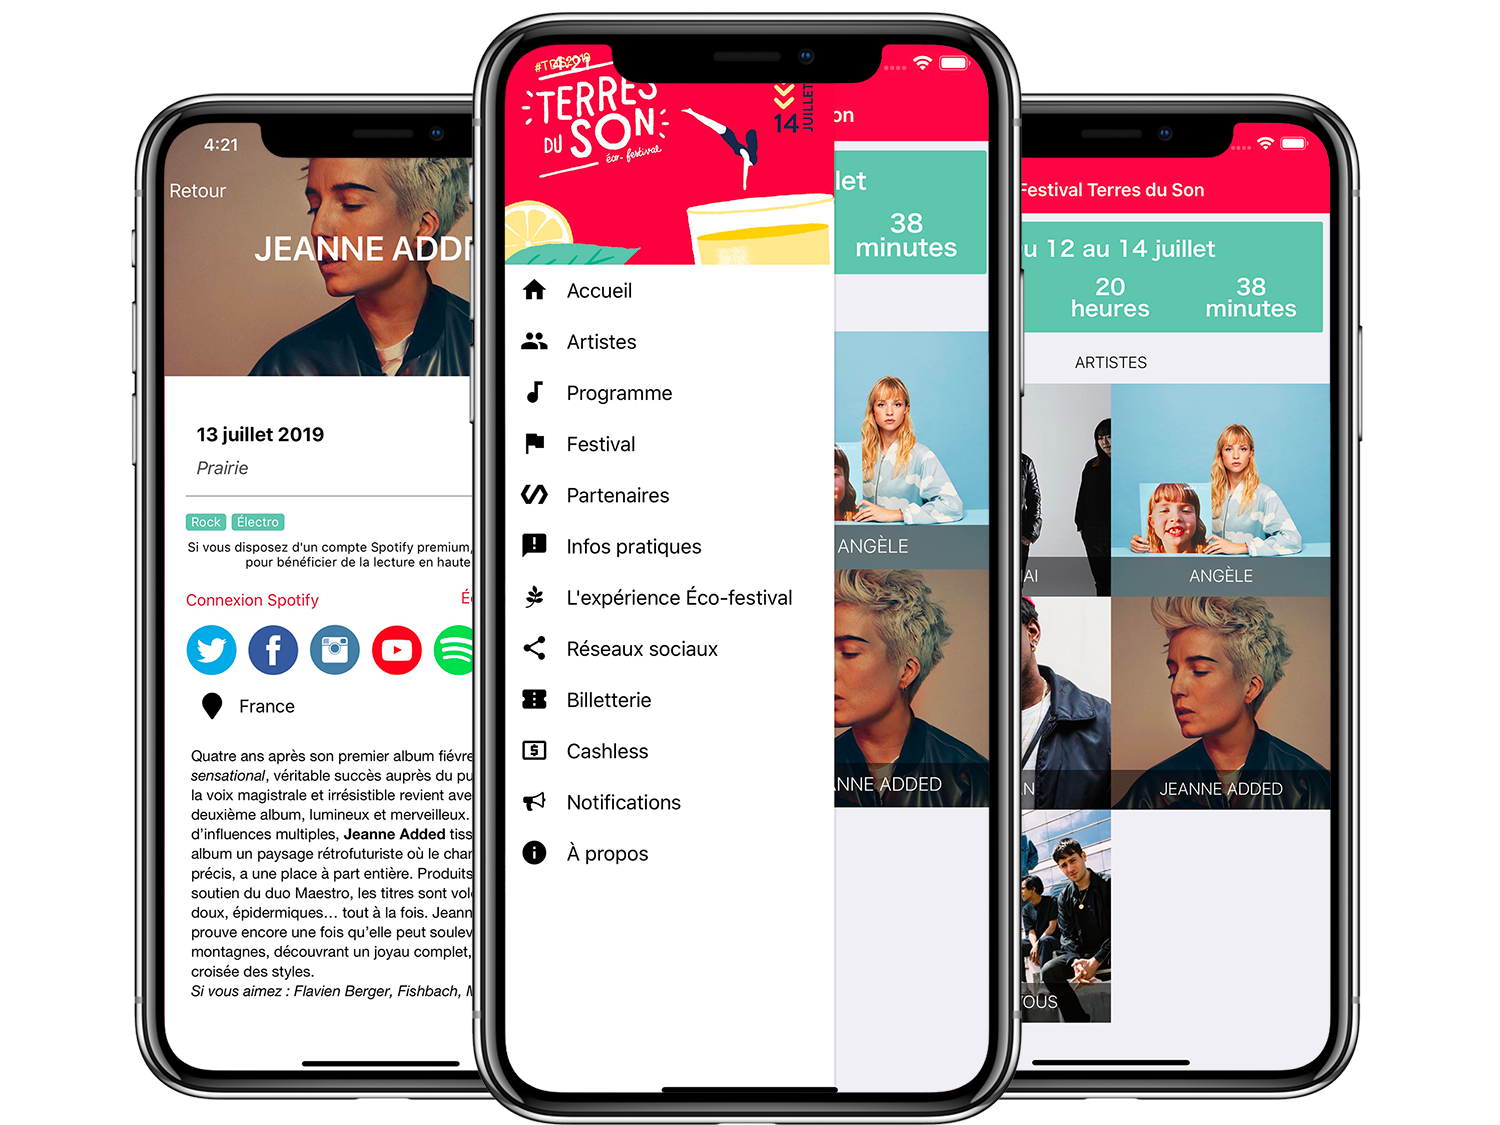 4:21
Retour
JEANNE ADDE
13 juillet 2019
Prairie
Rock
Électro
Si vous disposez d'un compte Spotify premium,
pour bénéficier de la lecture en haute
Connexion Spotify
France
Quatre ans après son premier album fiévre
sensational, véritable succès auprès du pu
la voix magistrale et irrésistible revient ave
deuxième album, lumineux et merveilleux.
d'influences multiples, Jeanne Added tiss
album un paysage rétrofuturiste où le char
précis, a une place à part entière. Produits
soutien du duo Maestro, les titres sont vol
doux, épidermiques… tout à la fois. Jeann
prouve encore une fois qu'elle peut soulev
montagnes, découvrant un joyau complet,
croisée des styles.
Si vous aimez : Flavien Berger, Fishbach, M
#TDS2019
4:21
TERRES
DU SON
éco-festival
14 JUILLET
Accueil
Artistes
Programme
Festival
Partenaires
Infos pratiques
L'expérience Éco-festival
Réseaux sociaux
Billetterie
Cashless
Notifications
À propos
on
llet
38
minutes
ANGÈLE
NNE ADDED
Festival Terres du Son
u 12 au 14 juillet
20
heures
38
minutes
ARTISTES
AI
ANGÈLE
N
JEANNE ADDED
OUS